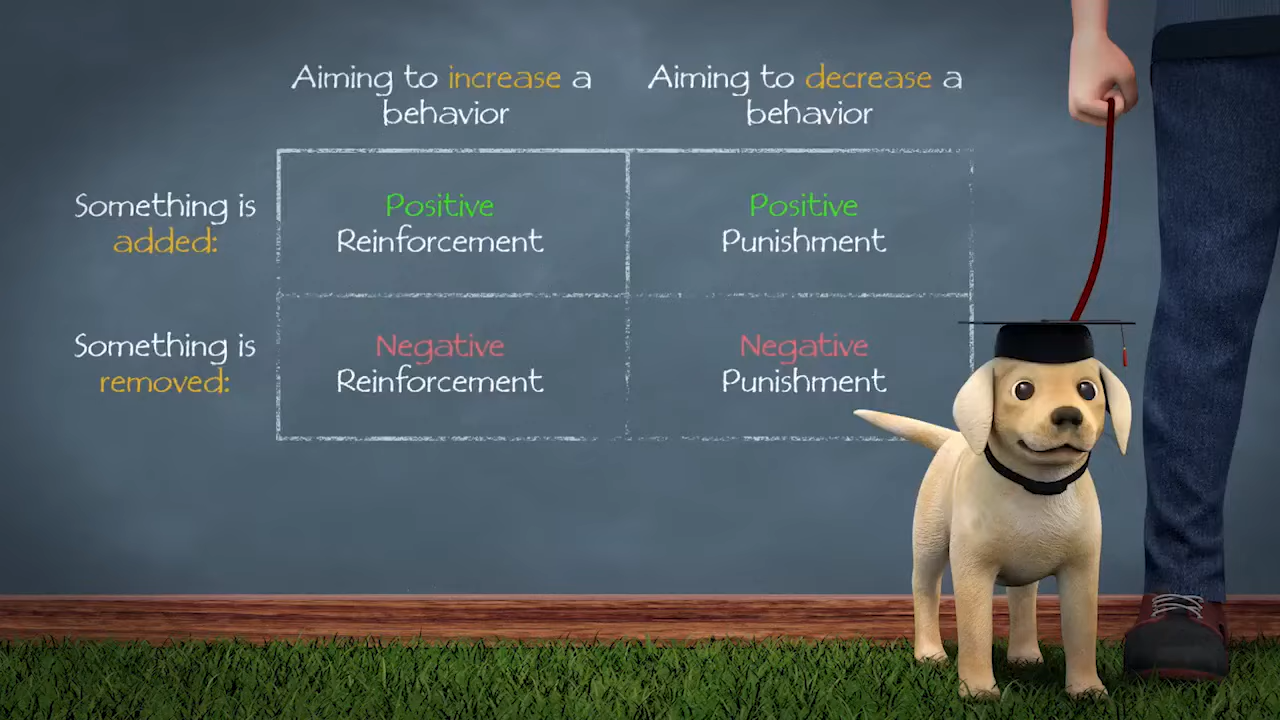 Aiming to increase a
behavior
Aiming to decrease a
behavior
Something is
added:
Positive
Reinforcement
Positive
Punishment
Something is
removed:
Negative
Reinforcement
Negative
Punishment